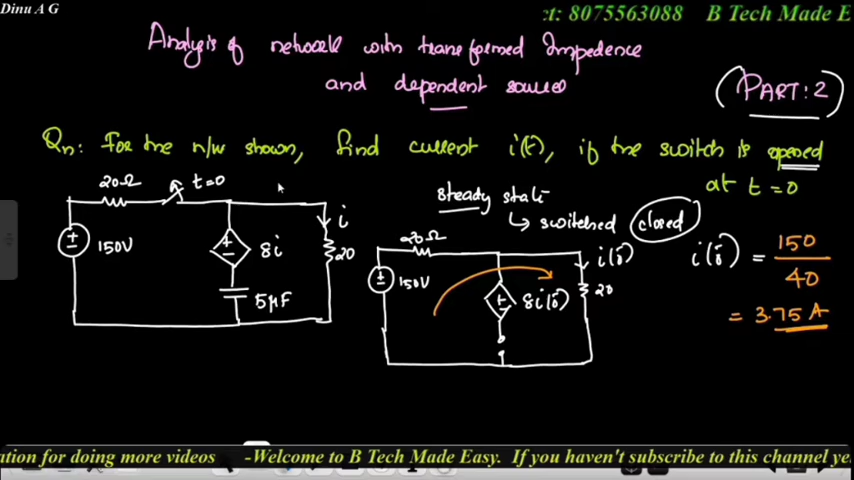 Dinu A G
ct: 8075563088 B Tech Made E
Analysis of network with transformed Impedence
and dependent source
(PART:2)
Qn: For the n/w shown, find current i(t), if the switch is opened
at t=0
20Ω t=0
150V
8i
5μF
i
20
steady state
↳ switched closed
20Ω
150V
8i(0⁻)
i(0⁻)
20
i(0⁻) = 150/40
= 3.75 A
ation for doing more videos -Welcome to B Tech Made Easy. If you haven't subscribe to this channel ye